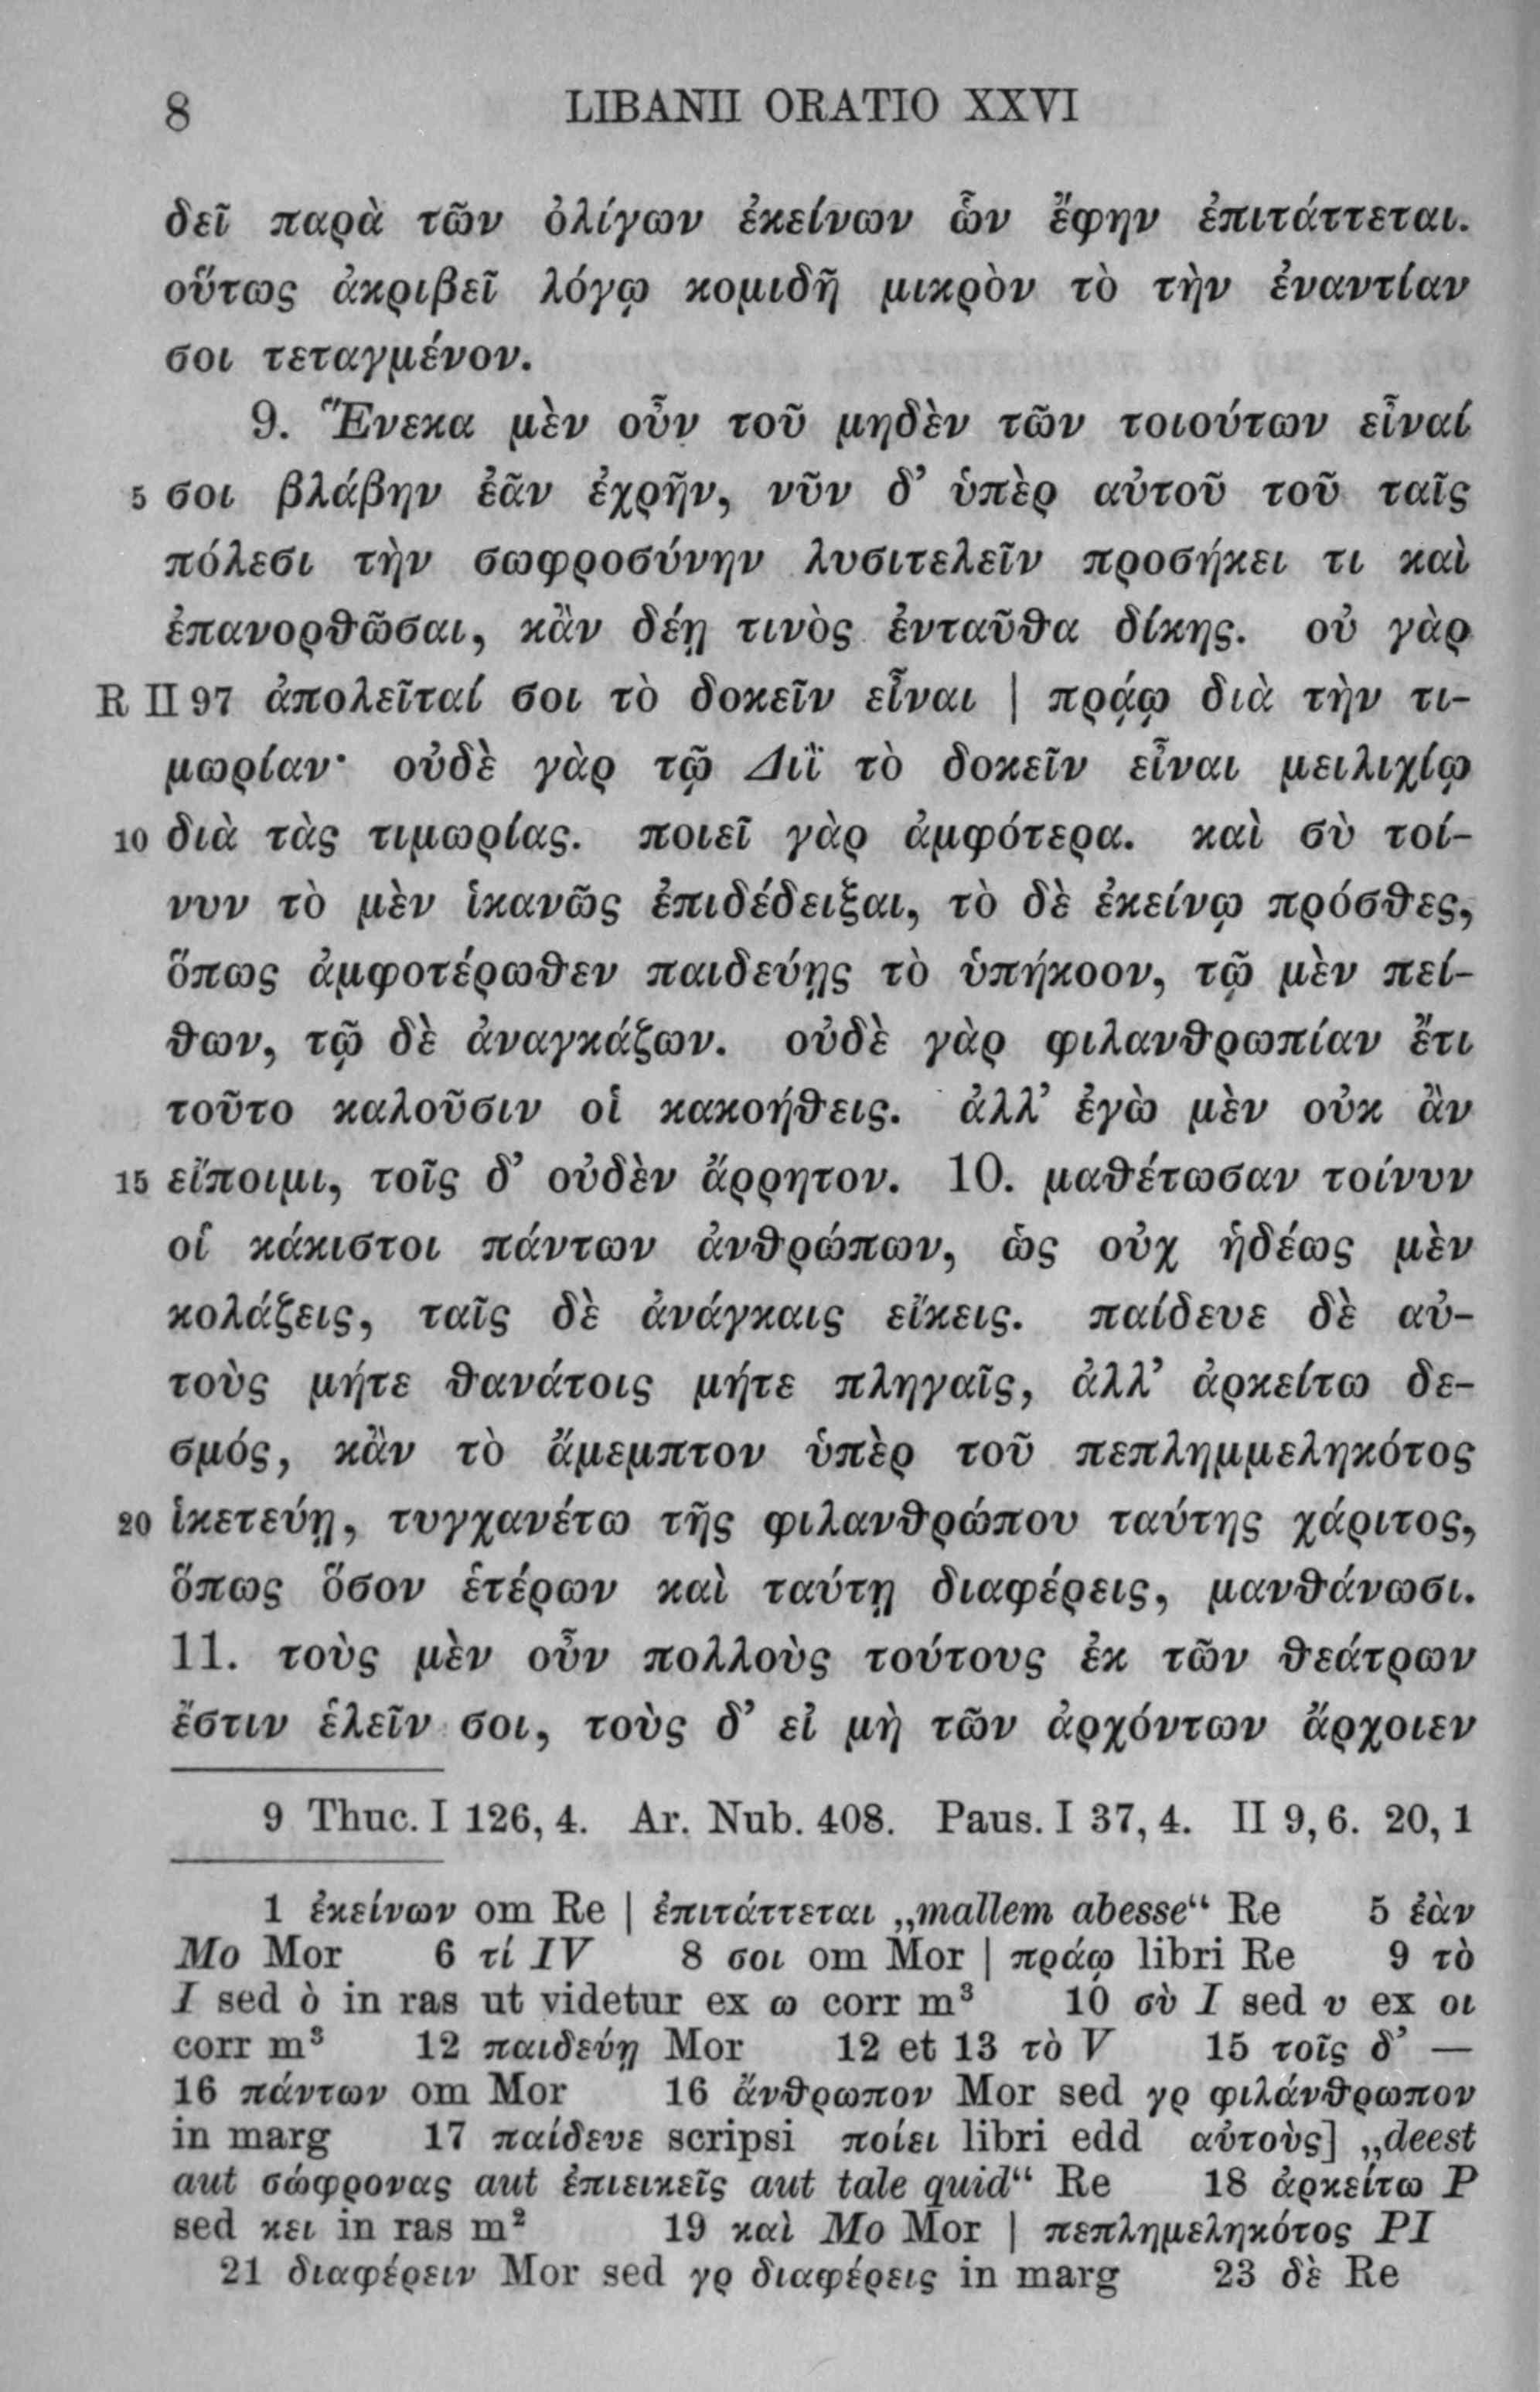 8 LIBANII ORATIO XXVI
δεῖ παρὰ τῶν ὀλίγων ἐκείνων ὧν ἔφην ἐπιτάττεται.
οὕτως ἀκριβεῖ λόγῳ κομιδῇ μικρὸν τὸ τὴν ἐναντίαν
σοι τεταγμένον.
9. Ἕνεκα μὲν οὖν τοῦ μηδὲν τῶν τοιούτων εἶναί
5 σοι βλάβην ἐᾶν ἐχρῆν, νῦν δ’ ὑπὲρ αὐτοῦ τοῦ ταῖς
πόλεσι τὴν σωφροσύνην λυσιτελεῖν προσήκει τι καὶ
ἐπανορθῶσαι, κἂν δέῃ τινὸς ἐνταῦθα δίκης. οὐ γὰρ
R II 97 ἀπολεῖταί σοι τὸ δοκεῖν εἶναι | πρᾴῳ διὰ τὴν τι-
μωρίαν· οὐδὲ γὰρ τῷ Διῒ τὸ δοκεῖν εἶναι μειλιχίῳ
10 διὰ τὰς τιμωρίας. ποιεῖ γὰρ ἀμφότερα. καὶ σὺ τοί-
νυν τὸ μὲν ἱκανῶς ἐπιδέδειξαι, τὸ δὲ ἐκείνῳ πρόσθες,
ὅπως ἀμφοτέρωθεν παιδεύῃς τὸ ὑπήκοον, τῷ μὲν πεί-
θων, τῷ δὲ ἀναγκάζων. οὐδὲ γὰρ φιλανθρωπίαν ἔτι
τοῦτο καλοῦσιν οἱ κακοήθεις. ἀλλ’ ἐγὼ μὲν οὐκ ἂν
15 εἴποιμι, τοῖς δ’ οὐδὲν ἄρρητον. 10. μαθέτωσαν τοίνυν
οἱ κάκιστοι πάντων ἀνθρώπων, ὡς οὐχ ἡδέως μὲν
κολάζεις, ταῖς δὲ ἀνάγκαις εἴκεις. παίδευε δὲ αὐ-
τοὺς μήτε θανάτοις μήτε πληγαῖς, ἀλλ’ ἀρκείτω δε-
σμός, κἂν τὸ ἄμεμπτον ὑπὲρ τοῦ πεπλημμεληκότος
20 ἱκετεύῃ, τυγχανέτω τῆς φιλανθρώπου ταύτης χάριτος,
ὅπως ὅσον ἑτέρων καὶ ταύτῃ διαφέρεις, μανθάνωσι.
11. τοὺς μὲν οὖν πολλοὺς τούτους ἐκ τῶν θεάτρων
ἔστιν ἑλεῖν σοι, τοὺς δ’ εἰ μὴ τῶν ἀρχόντων ἄρχοιεν
9 Thuc. I 126, 4. Ar. Nub. 408. Paus. I 37, 4. II 9, 6. 20, 1
1 ἐκείνων om Re | ἐπιτάττεται „mallem abesse“ Re 5 ἐὰν
Mo Mor 6 τί IV 8 σοι om Mor | πράῳ libri Re 9 τὸ
I sed ὸ in ras ut videtur ex ω corr m³ 10 σὺ I sed υ ex οι
corr m³ 12 παιδεύῃ Mor 12 et 13 τὸ V 15 τοῖς δ’ —
16 πάντων om Mor 16 ἄνθρωπον Mor sed γρ φιλάνθρωπον
in marg 17 παίδευε scripsi ποίει libri edd αὐτοὺς] „deest
aut σώφρονας aut ἐπιεικεῖς aut tale quid“ Re 18 ἀρκείτω P
sed κει in ras m² 19 καὶ Mo Mor | πεπλημεληκότος PI
21 διαφέρειν Mor sed γρ διαφέρεις in marg 23 δὲ Re